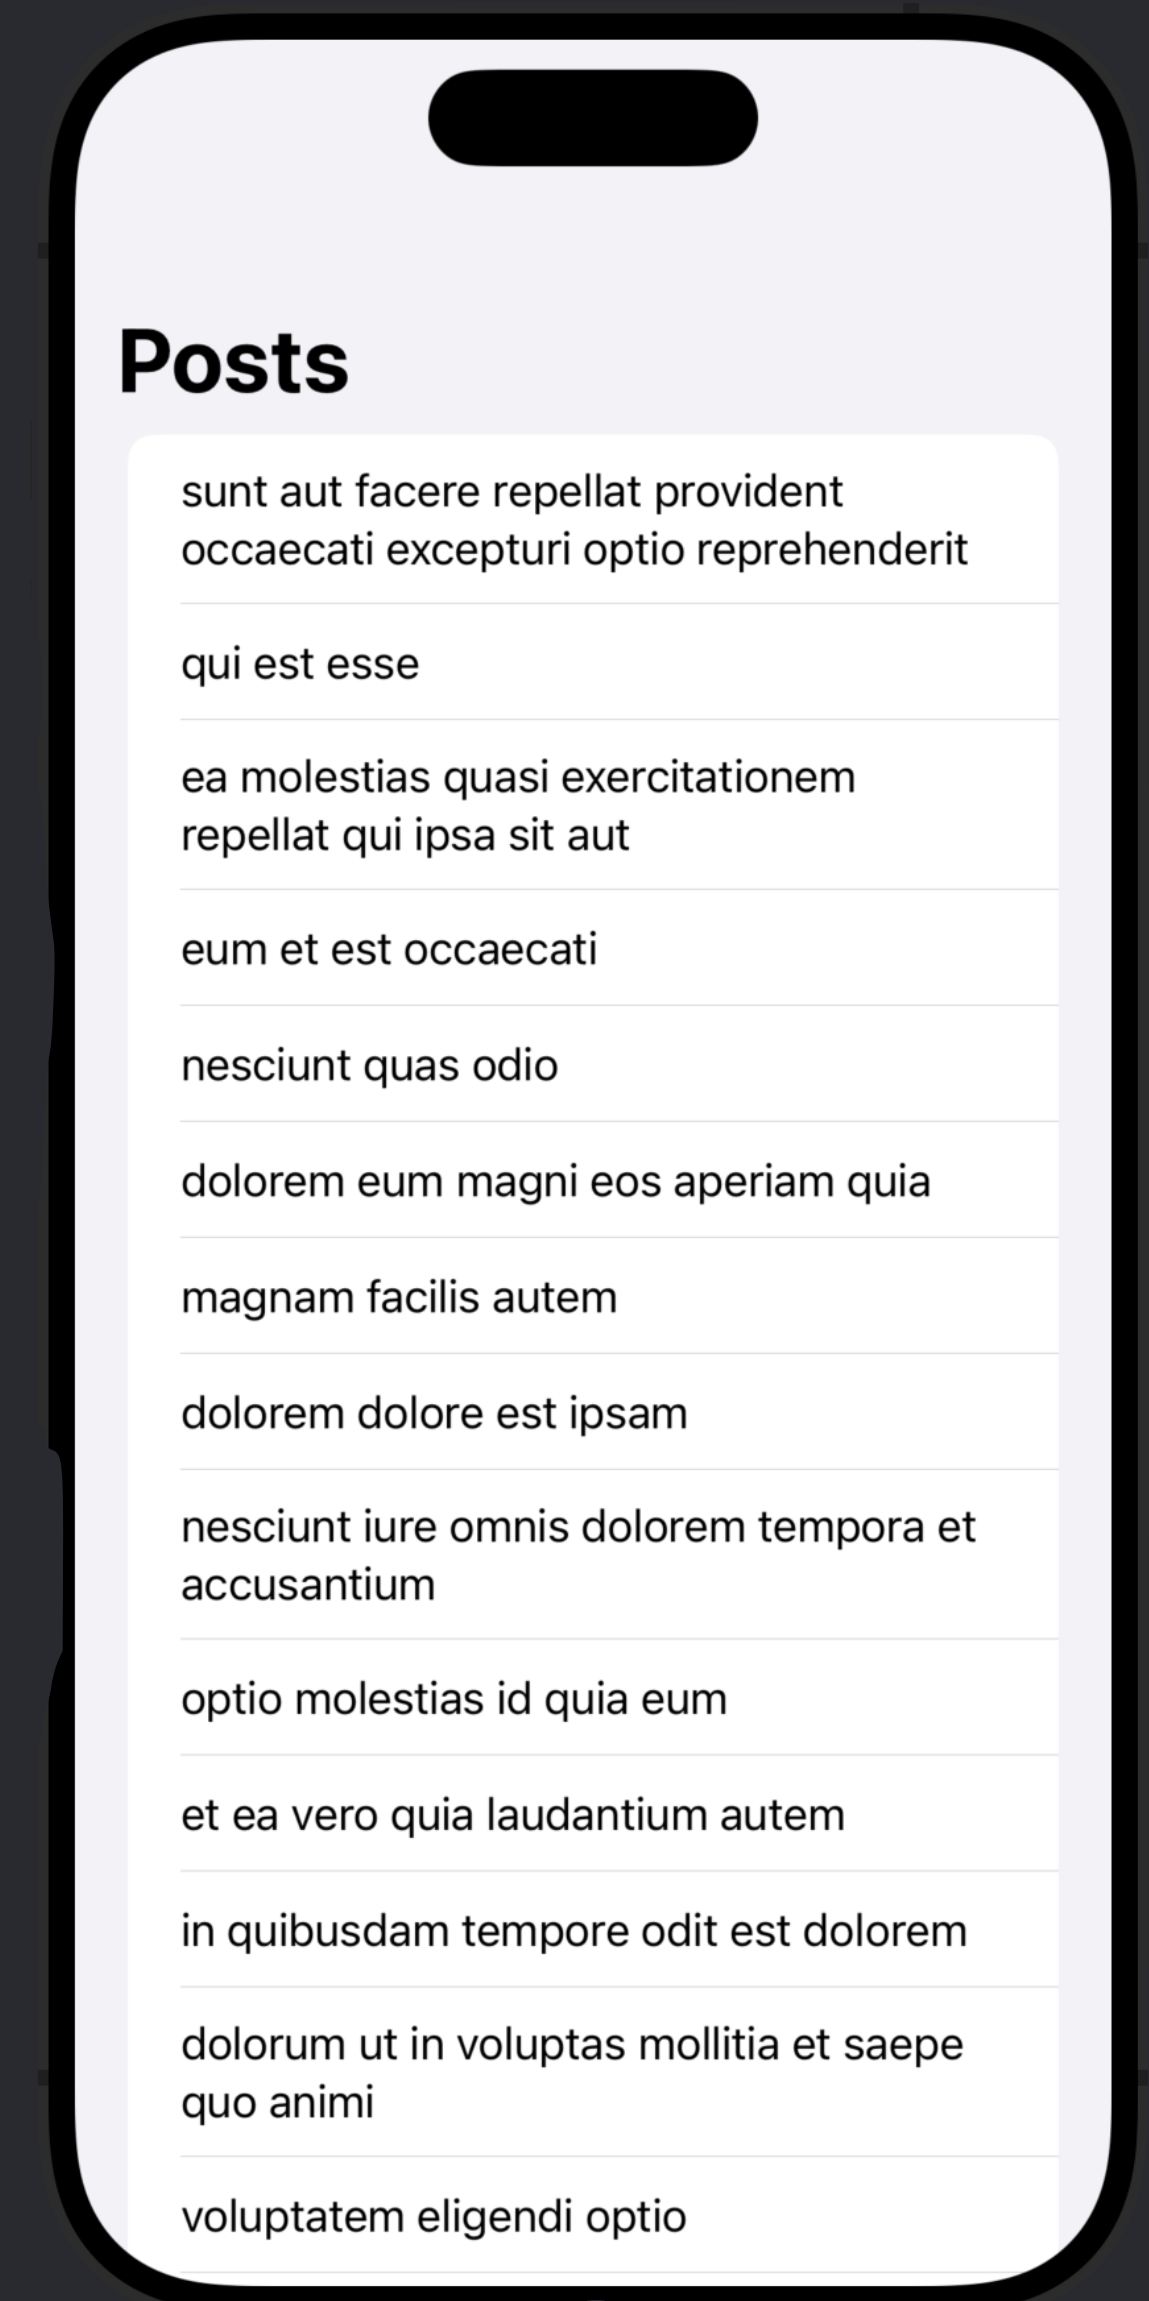 Posts
sunt aut facere repellat provident
occaecati excepturi optio reprehenderit
qui est esse
ea molestias quasi exercitationem
repellat qui ipsa sit aut
eum et est occaecati
nesciunt quas odio
dolorem eum magni eos aperiam quia
magnam facilis autem
dolorem dolore est ipsam
nesciunt iure omnis dolorem tempora et
accusantium
optio molestias id quia eum
et ea vero quia laudantium autem
in quibusdam tempore odit est dolorem
dolorum ut in voluptas mollitia et saepe
quo animi
voluptatem eligendi optio